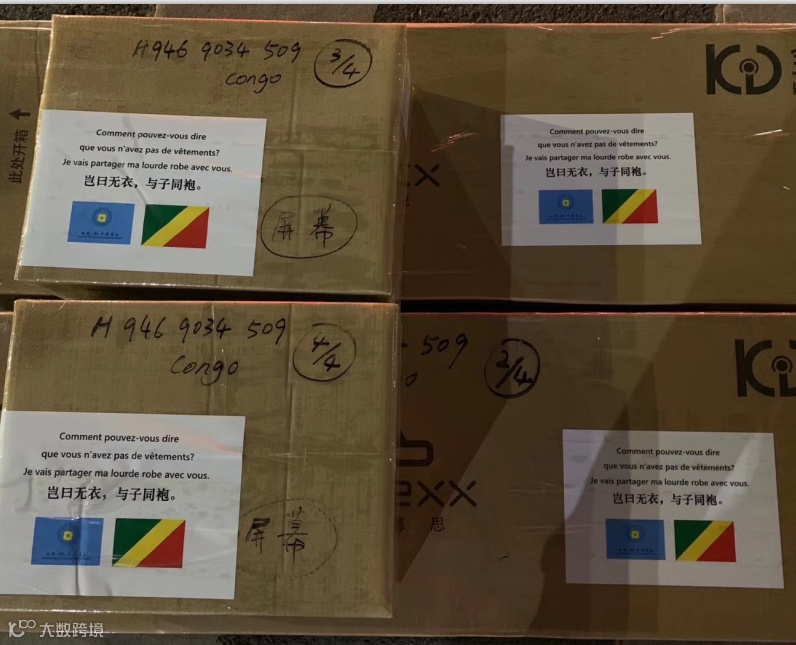 H946 9034 509
Congo
3/4
此处开箱
Comment pouvez-vous dire
que vous n'avez pas de vêtements?
Je vais partager ma lourde robe avec vous.
岂曰无衣，与子同袍。
屏幕
KD
Comment pouvez-vous dire
que vous n'avez pas de vêtements?
Je vais partager ma lourde robe avec vous.
岂曰无衣，与子同袍。
H 946 9034 509
Congo
4/4
Comment pouvez-vous dire
que vous n'avez pas de vêtements?
Je vais partager ma lourde robe avec vous.
岂曰无衣，与子同袍。
屏幕
509
2/4
KD
exx
思
Comment pouvez-vous dire
que vous n'avez pas de vêtements?
Je vais partager ma lourde robe avec vous.
岂曰无衣，与子同袍。
大数跨境